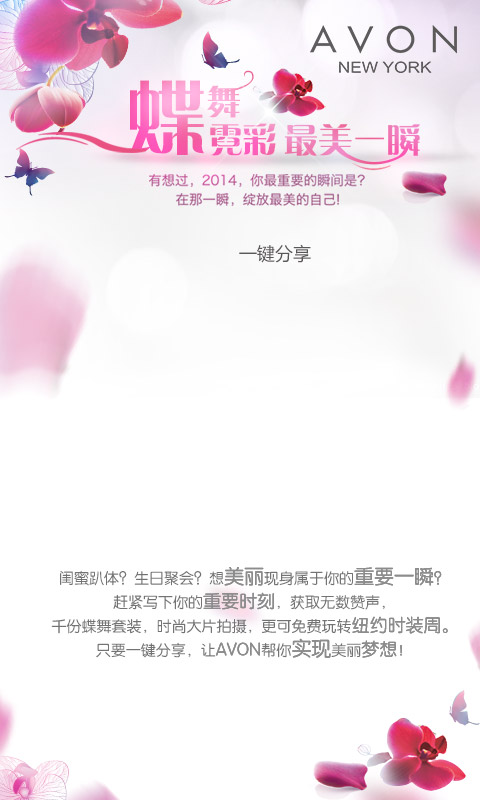 AVON
NEW YORK
蝶舞
霓彩 最美一瞬
有想过，2014，你最重要的瞬间是?
在那一瞬，绽放最美的自己!
一键分享
闺蜜趴体？生日聚会？想美丽现身属于你的重要一瞬？
赶紧写下你的重要时刻，获取无数赞声，
千份蝶舞套装，时尚大片拍摄，更可免费玩转纽约时装周。
只要一键分享，让AVON帮你实现美丽梦想！